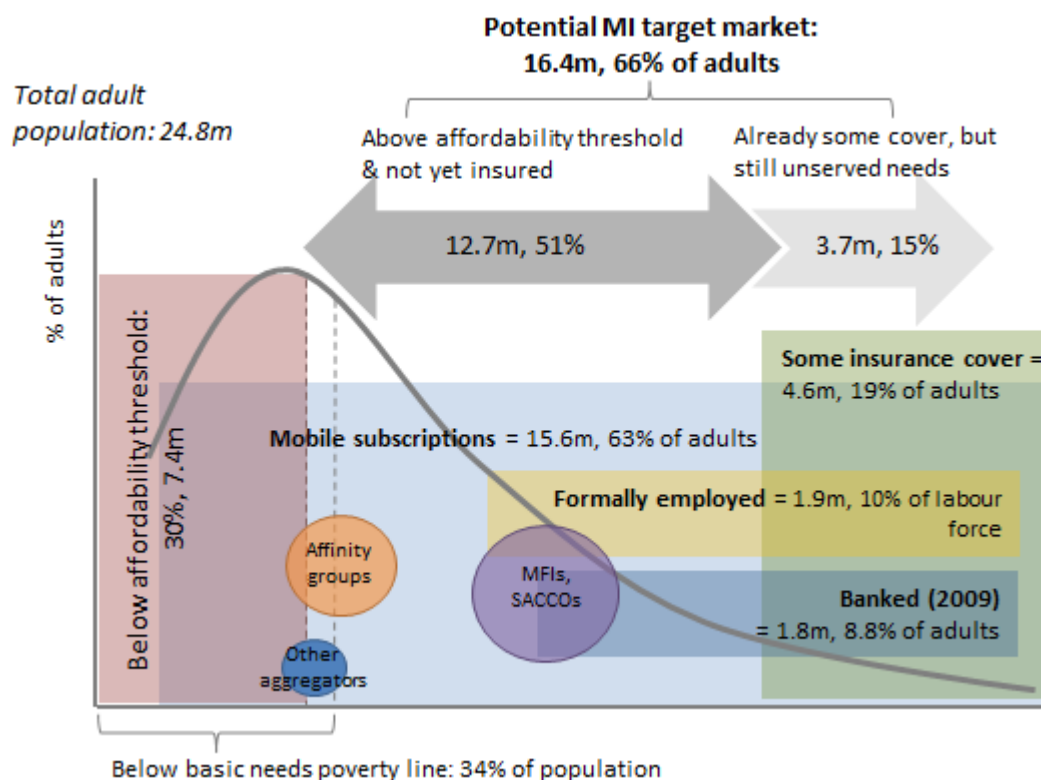 Potential MI target market:
16.4m, 66% of adults
Total adult
population: 24.8m
Above affordability threshold
& not yet insured
Already some cover, but
still unserved needs
12.7m, 51%
3.7m, 15%
% of adults
Below affordability threshold:
30%, 7.4m
Some insurance cover =
4.6m, 19% of adults
Mobile subscriptions = 15.6m, 63% of adults
Formally employed = 1.9m, 10% of labour
force
Affinity
groups
MFIs,
SACCOs
Banked (2009)
= 1.8m, 8.8% of adults
Other
aggregators
Below basic needs poverty line: 34% of population